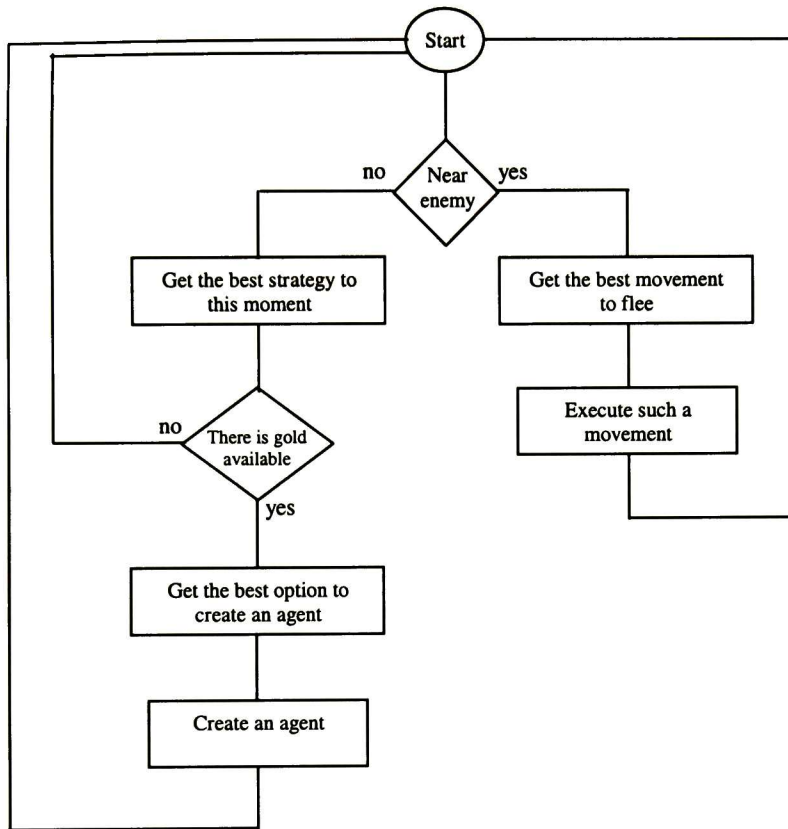 Start
Near
enemy
no
yes
Get the best strategy to
this moment
Get the best movement
to flee
Execute such a
movement
no
There is gold
available
yes
Get the best option to
create an agent
Create an agent